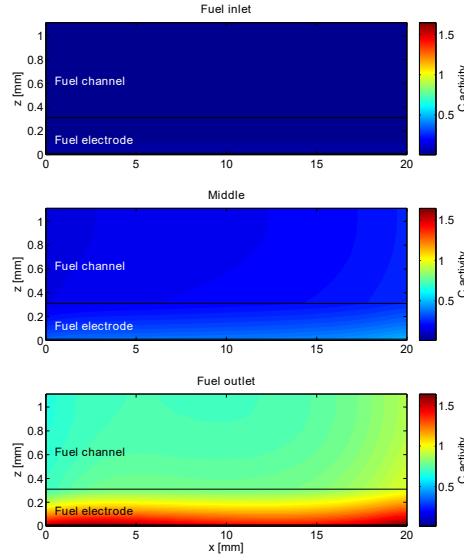 Fuel inlet
z [mm]
1
0.8
0.6
0.4
0.2
0
Fuel channel
Fuel electrode
0
5
10
15
20
1.5
1
0.5
C activity
Middle
z [mm]
1
0.8
0.6
0.4
0.2
0
Fuel channel
Fuel electrode
0
5
10
15
20
1.5
1
0.5
C activity
Fuel outlet
z [mm]
1
0.8
0.6
0.4
0.2
0
Fuel channel
Fuel electrode
0
5
10
15
20
x [mm]
1.5
1
0.5
C activity